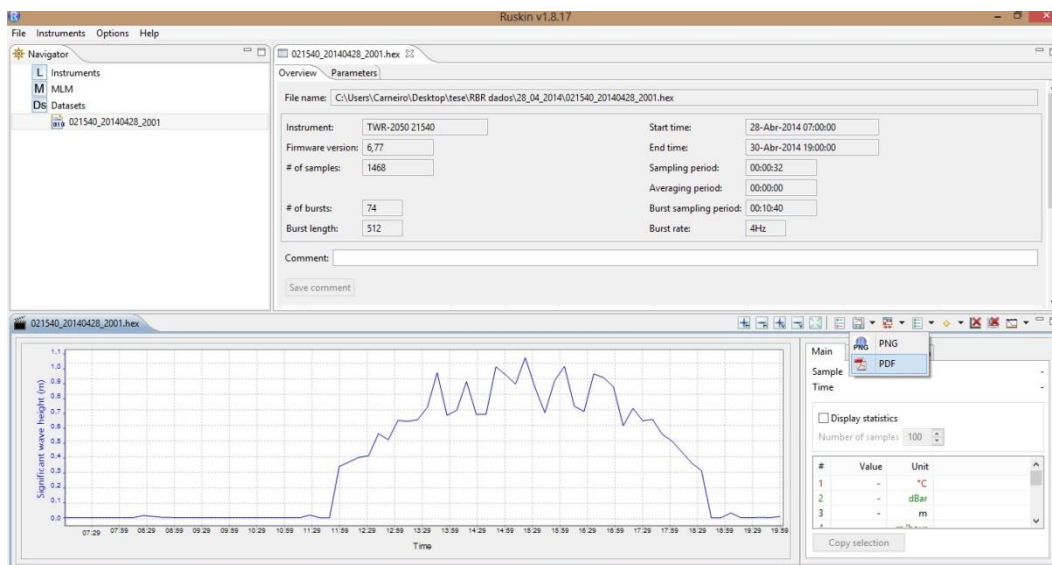 Ruskin v1.8.17
File Instruments Options Help
Navigator
L Instruments
M MLM
Ds Datasets
021540_20140428_2001
021540_20140428_2001.hex
Overview Parameters
File name: C:\Users\Carneiro\Desktop\tese\RBR dados\28_04_2014\021540_20140428_2001.hex
Instrument: TWR-2050 21540 Start time: 28-Abr-2014 07:00:00
Firmware version: 6,77 End time: 30-Abr-2014 19:00:00
# of samples: 1468 Sampling period: 00:00:32
Averaging period: 00:00:00
# of bursts: 74 Burst sampling period: 00:10:40
Burst length: 512 Burst rate: 4Hz
Comment:
Save comment
021540_20140428_2001.hex
PNG PNG
PDF
Significant wave height (m)
1.1
1.0
0.9
0.8
0.7
0.6
0.5
0.4
0.3
0.2
0.1
0.0
07:29 07:59 08:29 08:59 09:29 09:59 10:29 10:59 11:29 11:59 12:29 12:59 13:29 13:59 14:29 14:59 15:29 15:59 16:29 16:59 17:29 17:59 18:29 18:59 19:29 19:59
Time
Main
Sample -
Time -
Display statistics
Number of samples 100
# Value Unit
1 - °C
2 - dBar
3 - m
Copy selection